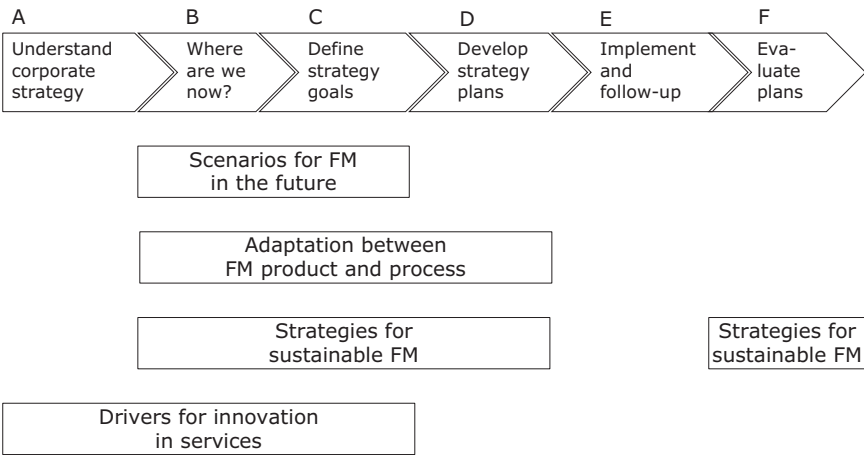 A
B
C
D
E
F
Understand
corporate
strategy
Where
are we
now?
Define
strategy
goals
Develop
strategy
plans
Implement
and
follow-up
Eva-
luate
plans
Scenarios for FM
in the future
Adaptation between
FM product and process
Strategies for
sustainable FM
Strategies for
sustainable FM
Drivers for innovation
in services